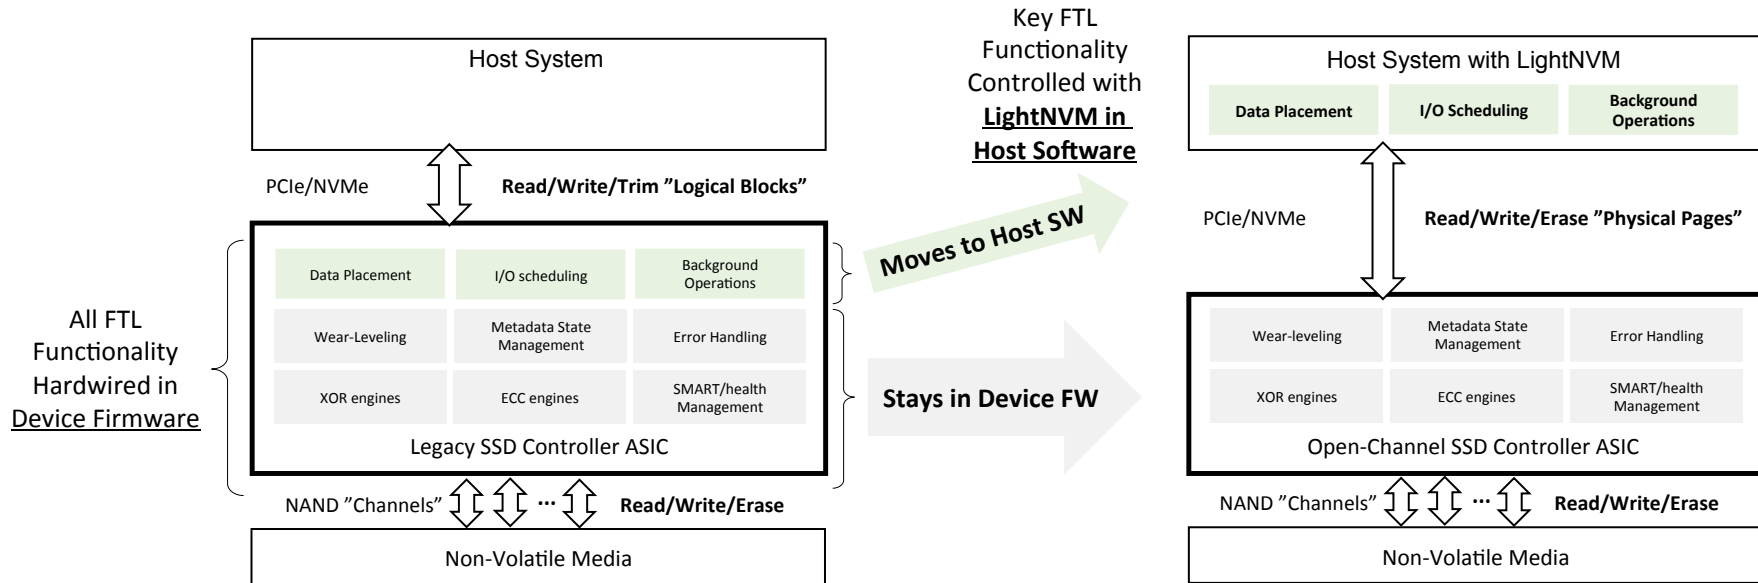 Host System
PCIe/NVMe
Read/Write/Trim ”Logical Blocks”
All FTL
Functionality
Hardwired in
Device Firmware
Data Placement
I/O scheduling
Background
Operations
Wear-Leveling
Metadata State
Management
Error Handling
XOR engines
ECC engines
SMART/health
Management
Legacy SSD Controller ASIC
NAND ”Channels”
...
Read/Write/Erase
Non-Volatile Media
Key FTL
Functionality
Controlled with
LightNVM in
Host Software
Moves to Host SW
Stays in Device FW
Host System with LightNVM
Data Placement
I/O Scheduling
Background
Operations
PCIe/NVMe
Read/Write/Erase ”Physical Pages”
Wear-leveling
Metadata State
Management
Error Handling
XOR engines
ECC engines
SMART/health
Management
Open-Channel SSD Controller ASIC
NAND ”Channels”
...
Read/Write/Erase
Non-Volatile Media